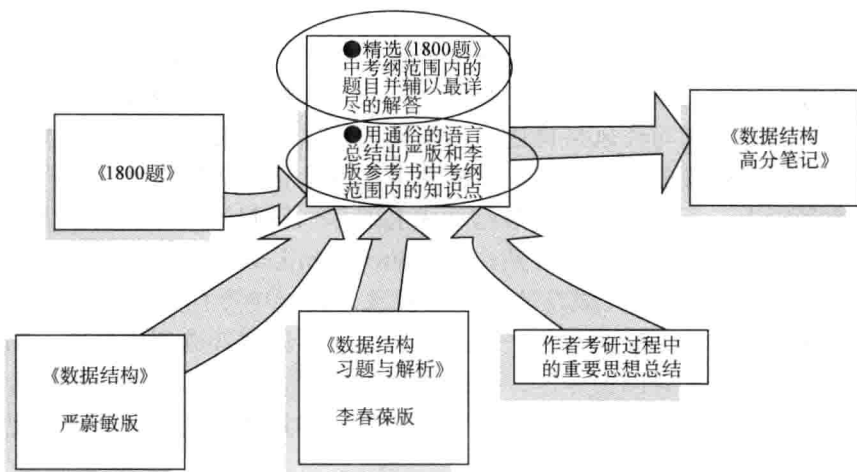 ●精选《1800题》
中考纲范围内的
题目并辅以最详
尽的解答
●用通俗的语言
总结出严版和李
版参考书中考纲
范围内的知识点
《1800题》
《数据结构
高分笔记》
《数据结构》
严蔚敏版
《数据结构
习题与解析》
李春葆版
作者考研过程中
的重要思想总结